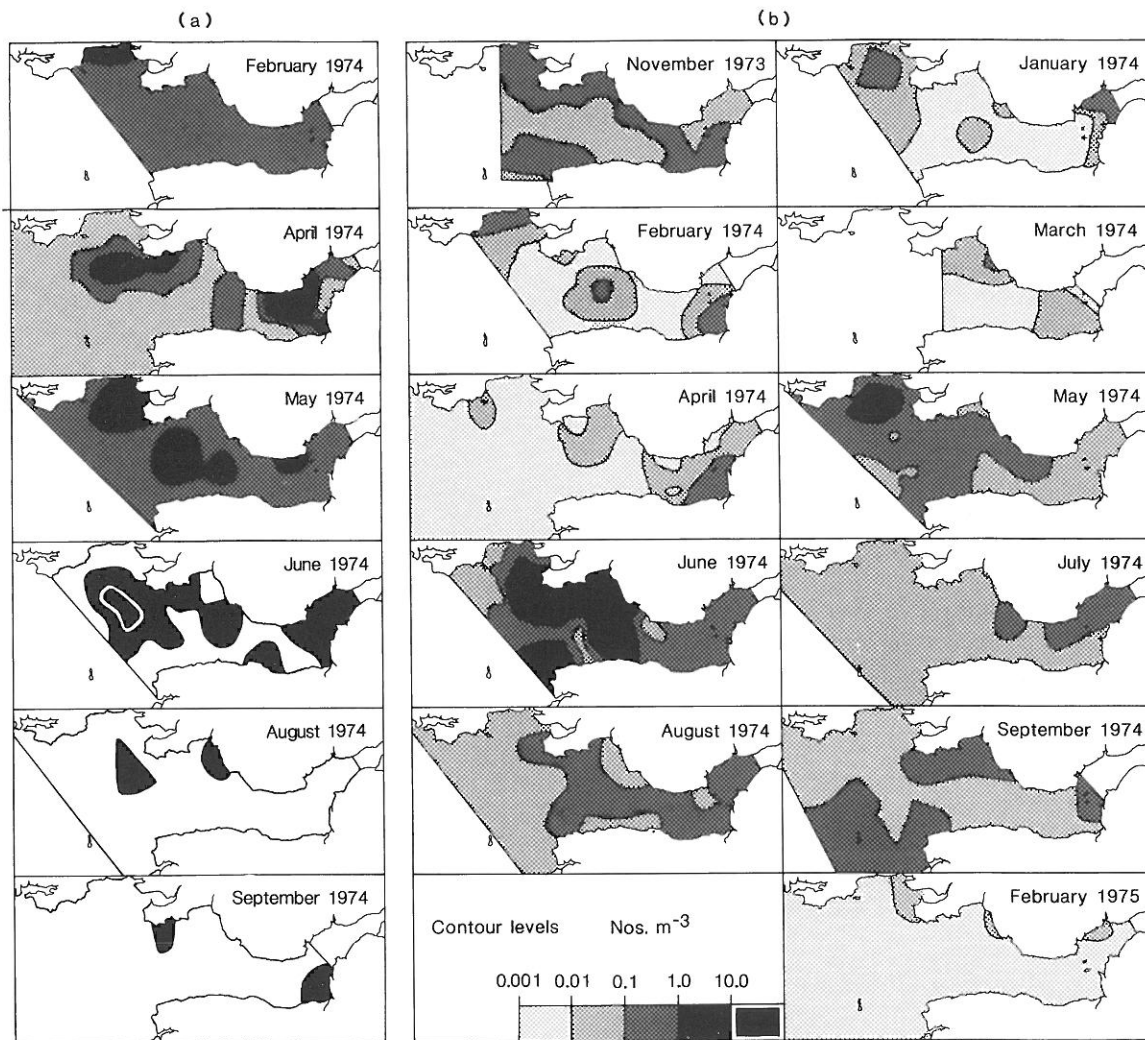 (a)
(b)
February 1974
November 1973
January 1974
April 1974
February 1974
March 1974
May 1974
April 1974
May 1974
June 1974
June 1974
July 1974
August 1974
August 1974
September 1974
September 1974
Contour levels Nos. m⁻³
0.001 0.01 0.1 1.0 10.0
February 1975